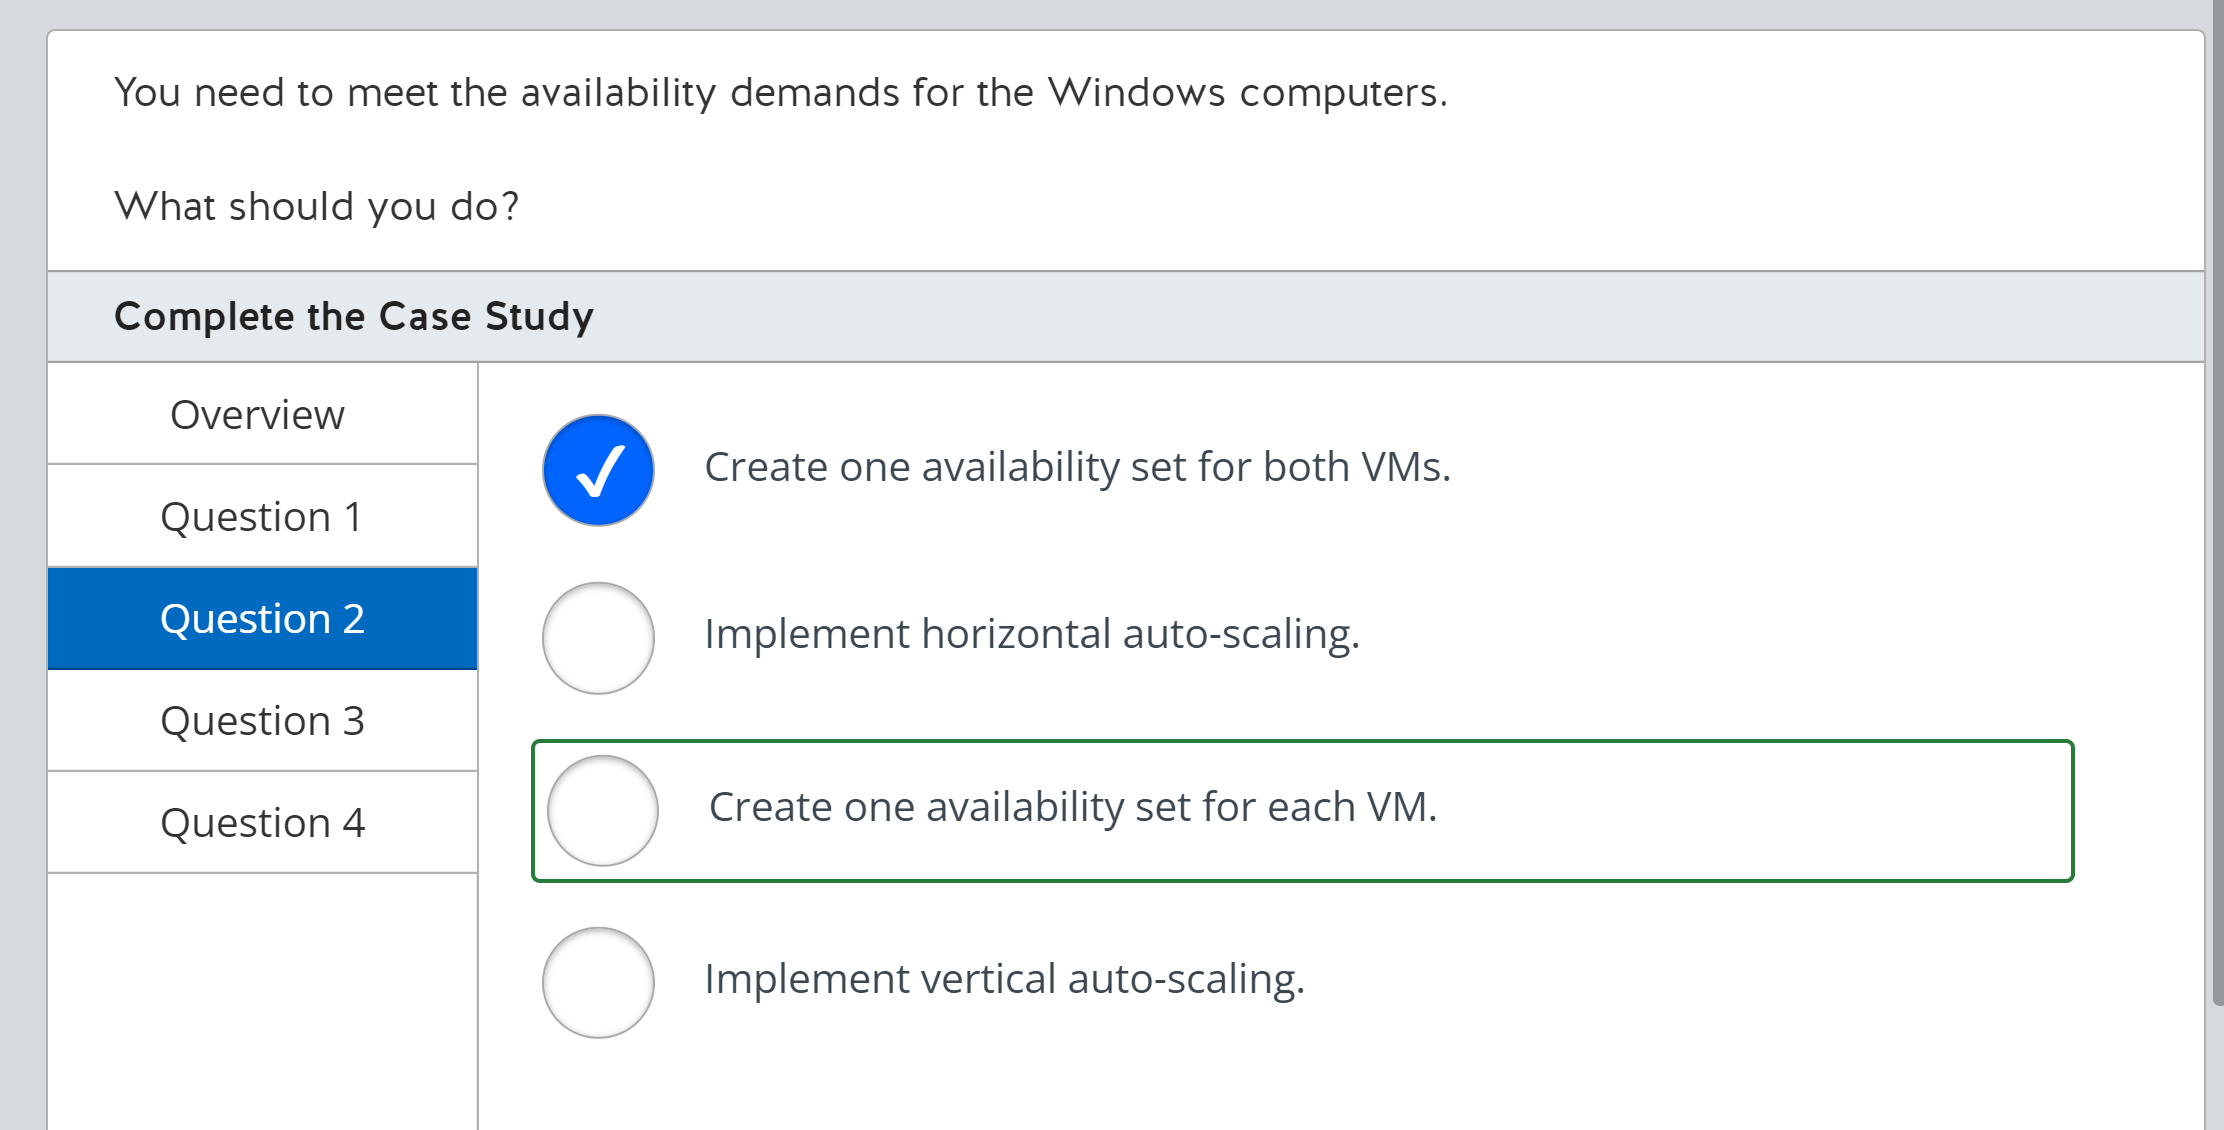 You need to meet the availability demands for the Windows computers.
What should you do?
Complete the Case Study
Overview
Question 1
Question 2
Question 3
Question 4
Create one availability set for both VMs.
Implement horizontal auto-scaling.
Create one availability set for each VM.
Implement vertical auto-scaling.